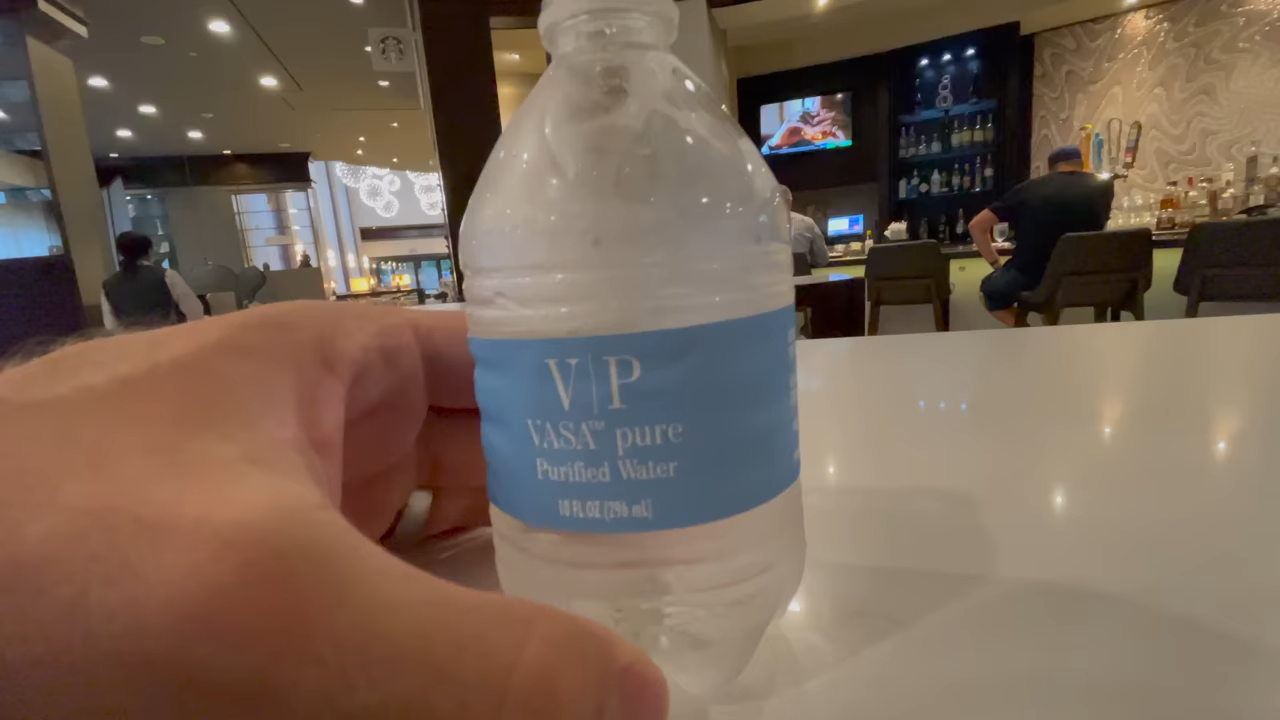 V|P
VASA™ pure
Purified Water
10 FL OZ (296 mL)